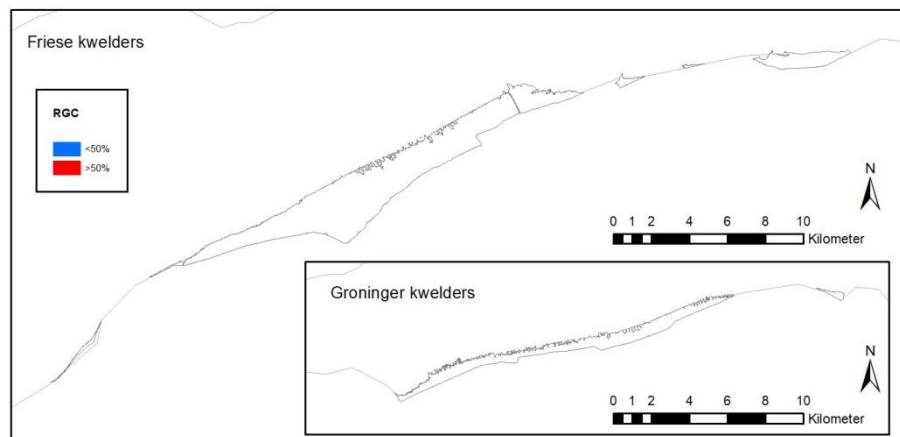 Friese kwelders
RGC
<50%
>50%
N
0 1 2 4 6 8 10
Kilometer
Groninger kwelders
N
0 1 2 4 6 8 10
Kilometer